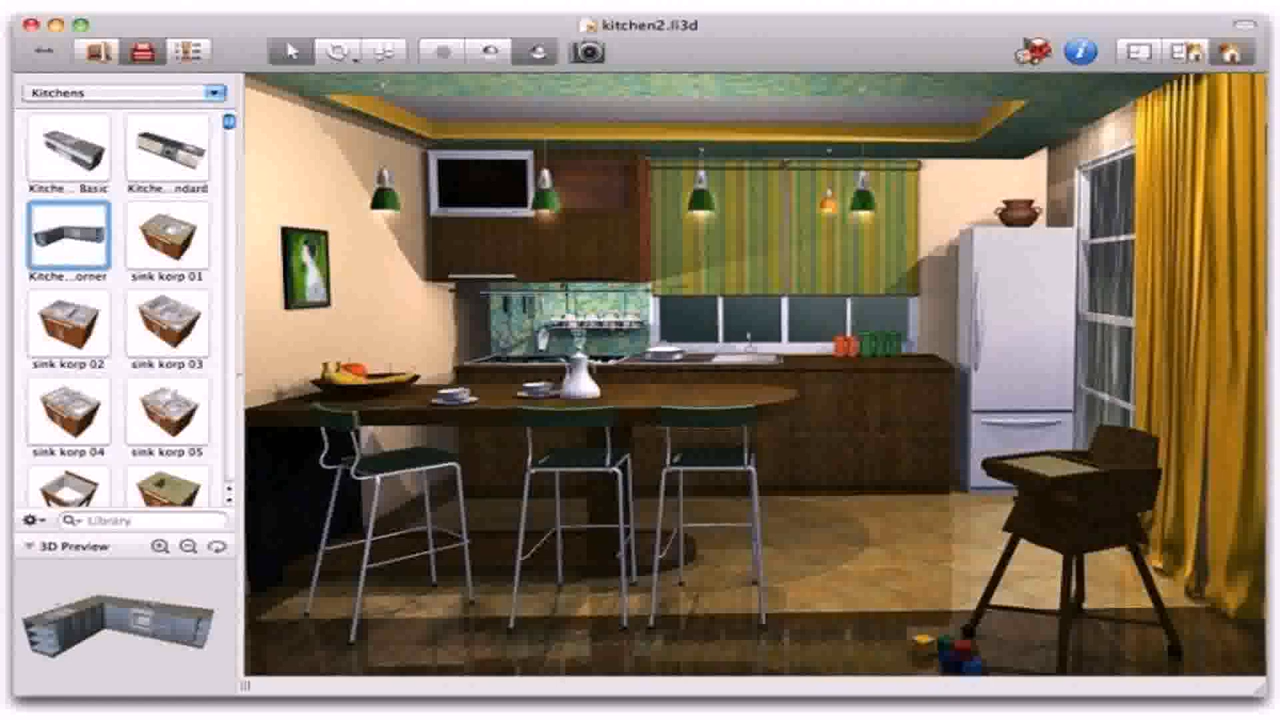 kitchen2.li3d
Kitchens
Kitche... Basic
Kitche...ndard
Kitche...orner
sink korp 01
sink korp 02
sink korp 03
sink korp 04
sink korp 05
Library
3D Preview